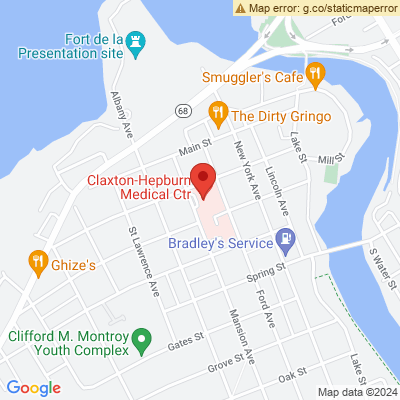 Map error: g.co/staticmaperror
Ford
Fort de la
Presentation site
Smuggler's Cafe
Albany Ave
68
The Dirty Gringo
Main St
Lake St
Mill St
Claxton-Hepburn
Medical Ctr
New York Ave
Lincoln Ave
St Lawrence Ave
Bradley's Service
S Water St
Ghize's
Spring St
Ford Ave
Mansion Ave
Clifford M. Montroy
Youth Complex
Gates St
Grove St
Lake St
Oak St
Google
Map data ©2024